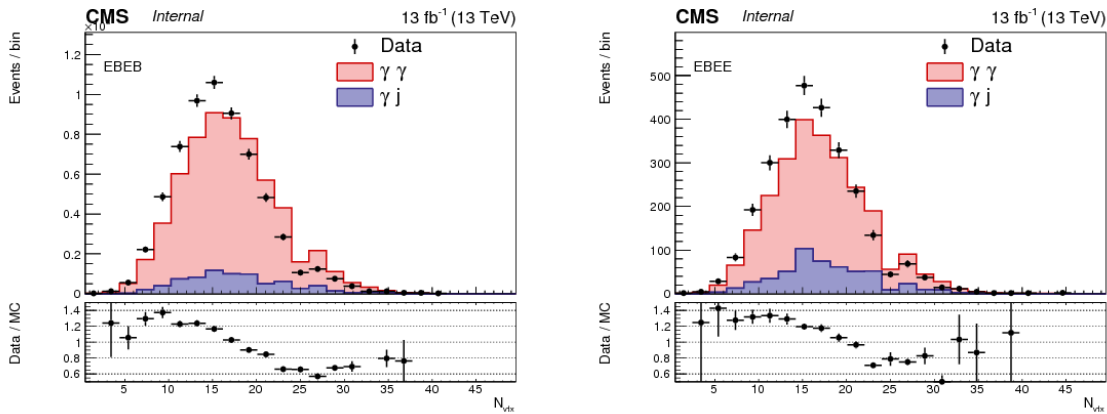 CMS Internal 13 fb⁻¹ (13 TeV)
Events / bin
EBEB
Data
γ γ
γ j
1.2
1
0.8
0.6
0.4
0.2
0
Data / MC
1.4
1.2
1
0.8
0.6
5 10 15 20 25 30 35 40 45
N_vtx
CMS Internal 13 fb⁻¹ (13 TeV)
Events / bin
EBEE
Data
γ γ
γ j
500
400
300
200
100
0
Data / MC
1.4
1.2
1
0.8
0.6
5 10 15 20 25 30 35 40 45
N_vtx